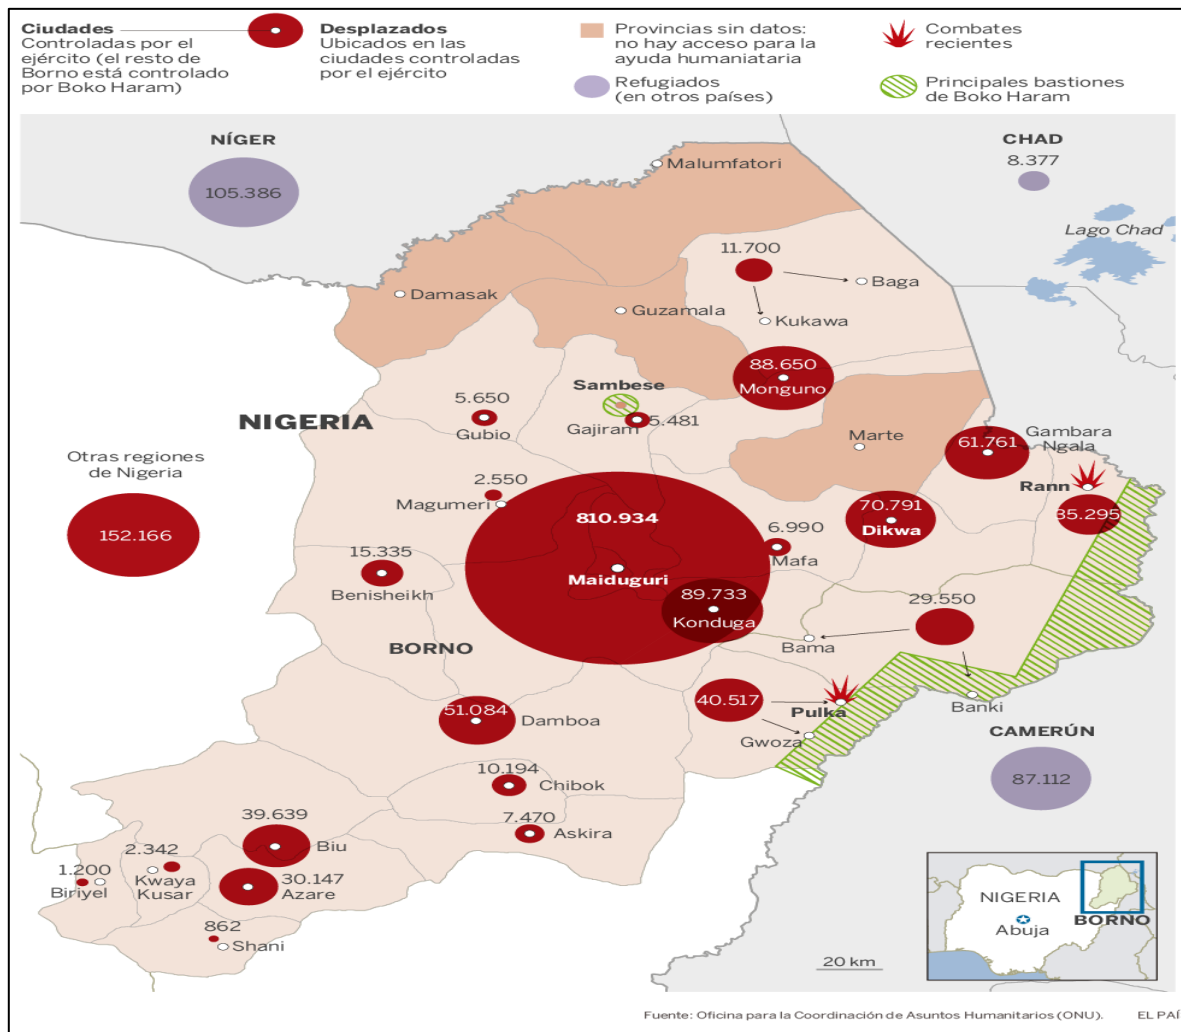 Ciudades
Controladas por el
ejército (el resto de
Borno está controlado
por Boko Haram)
Desplazados
Ubicados en las
ciudades controladas
por el ejército
Provincias sin datos:
no hay acceso para la
ayuda humaniataria
Refugiados
(en otros países)
Combates
recientes
Principales bastiones
de Boko Haram
NÍGER
105.386
CHAD
8.377
Malumfatori
Lago Chad
11.700
Baga
Damasak
Guzamala
Kukawa
88.650
Monguno
Sambese
5.650
Gubio
Gajiram
5.481
NIGERIA
Marte
Gambara
Ngala
61.761
Otras regiones
de Nigeria
152.166
2.550
Magumeri
810.934
Maiduguri
70.791
Dikwa
Rann
35.295
6.990
Mafa
15.335
Benisheikh
89.733
Konduga
29.550
Bama
BORNO
Banki
40.517
Pulka
Gwoza
51.084
Damboa
CAMERÚN
87.112
10.194
Chibok
7.470
Askira
39.639
Biu
2.342
Kwaya
Kusar
1.200
Biriyel
30.147
Azare
862
Shani
NIGERIA
Abuja
BORNO
20 km
Fuente: Oficina para la Coordinación de Asuntos Humanitarios (ONU).
EL PAÍ